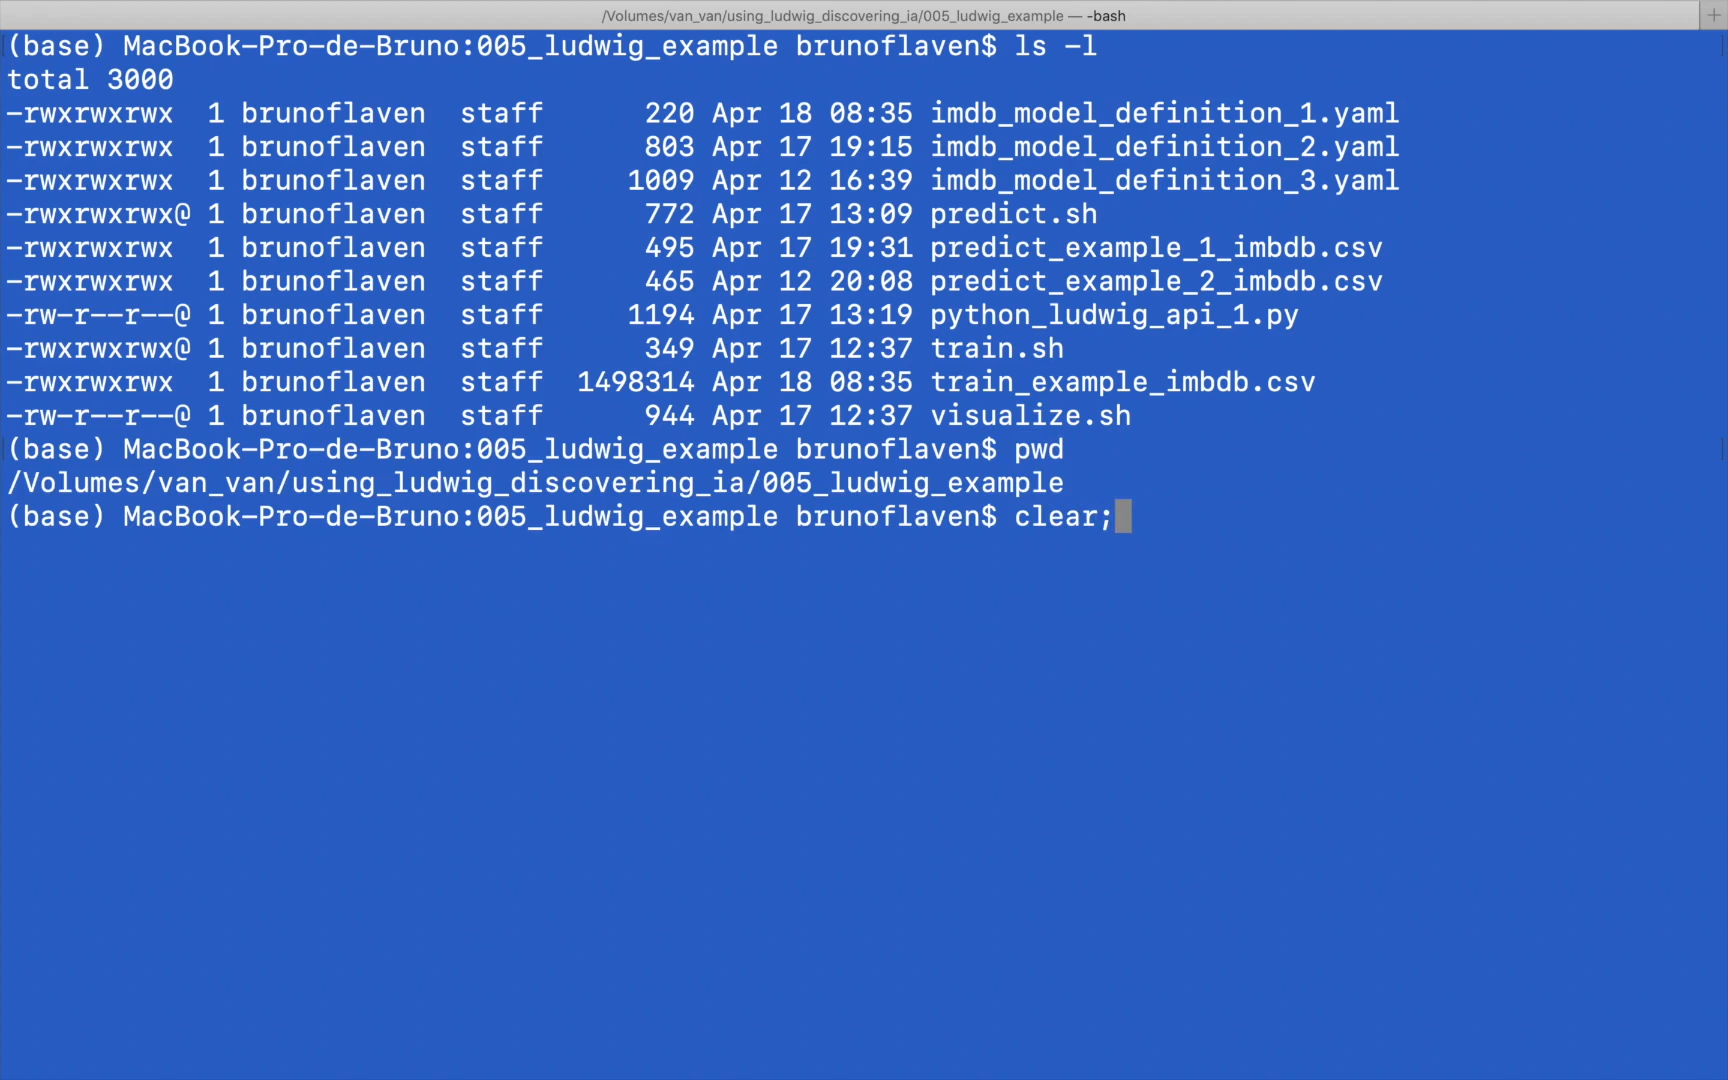 /Volumes/van_van/using_ludwig_discovering_ia/005_ludwig_example — -bash
+
(base) MacBook-Pro-de-Bruno:005_ludwig_example brunoflaven$ ls -l
total 3000
-rwxrwxrwx  1 brunoflaven  staff      220 Apr 18 08:35 imdb_model_definition_1.yaml
-rwxrwxrwx  1 brunoflaven  staff      803 Apr 17 19:15 imdb_model_definition_2.yaml
-rwxrwxrwx  1 brunoflaven  staff     1009 Apr 12 16:39 imdb_model_definition_3.yaml
-rwxrwxrwx@ 1 brunoflaven  staff      772 Apr 17 13:09 predict.sh
-rwxrwxrwx  1 brunoflaven  staff      495 Apr 17 19:31 predict_example_1_imbdb.csv
-rwxrwxrwx  1 brunoflaven  staff      465 Apr 12 20:08 predict_example_2_imbdb.csv
-rw-r--r--@ 1 brunoflaven  staff     1194 Apr 17 13:19 python_ludwig_api_1.py
-rwxrwxrwx@ 1 brunoflaven  staff      349 Apr 17 12:37 train.sh
-rwxrwxrwx  1 brunoflaven  staff  1498314 Apr 18 08:35 train_example_imbdb.csv
-rw-r--r--@ 1 brunoflaven  staff      944 Apr 17 12:37 visualize.sh
(base) MacBook-Pro-de-Bruno:005_ludwig_example brunoflaven$ pwd
/Volumes/van_van/using_ludwig_discovering_ia/005_ludwig_example
(base) MacBook-Pro-de-Bruno:005_ludwig_example brunoflaven$ clear;